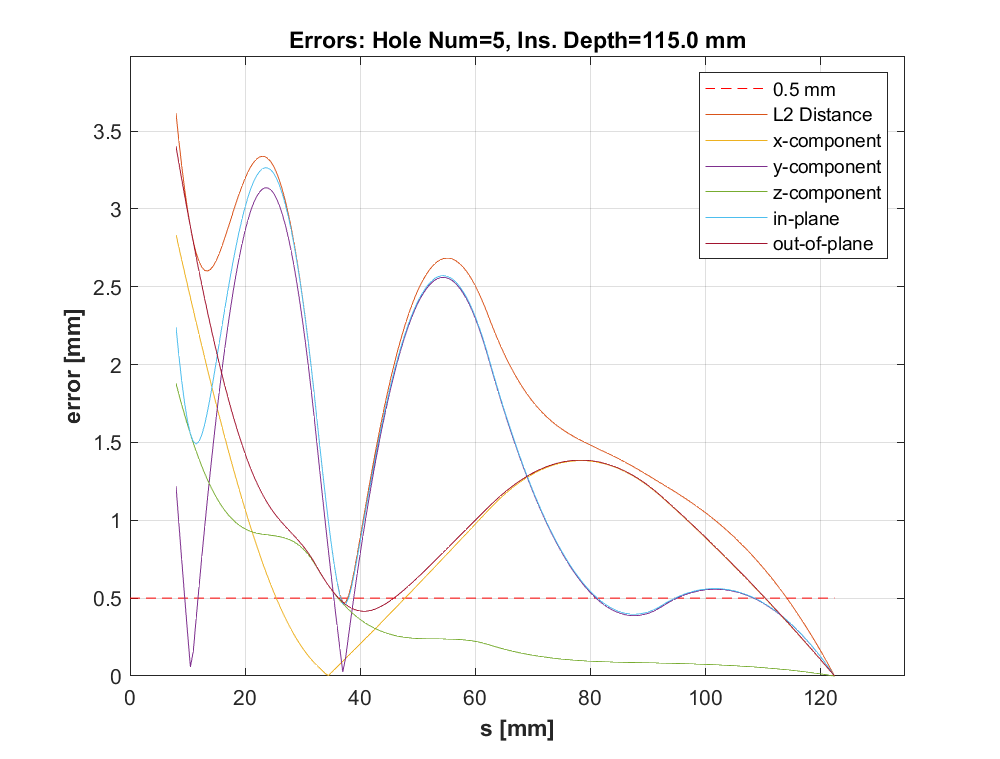 Errors: Hole Num=5, Ins. Depth=115.0 mm
0.5 mm
L2 Distance
x-component
y-component
z-component
in-plane
out-of-plane
error [mm]
3.5
3
2.5
2
1.5
1
0.5
0
0 20 40 60 80 100 120
s [mm]